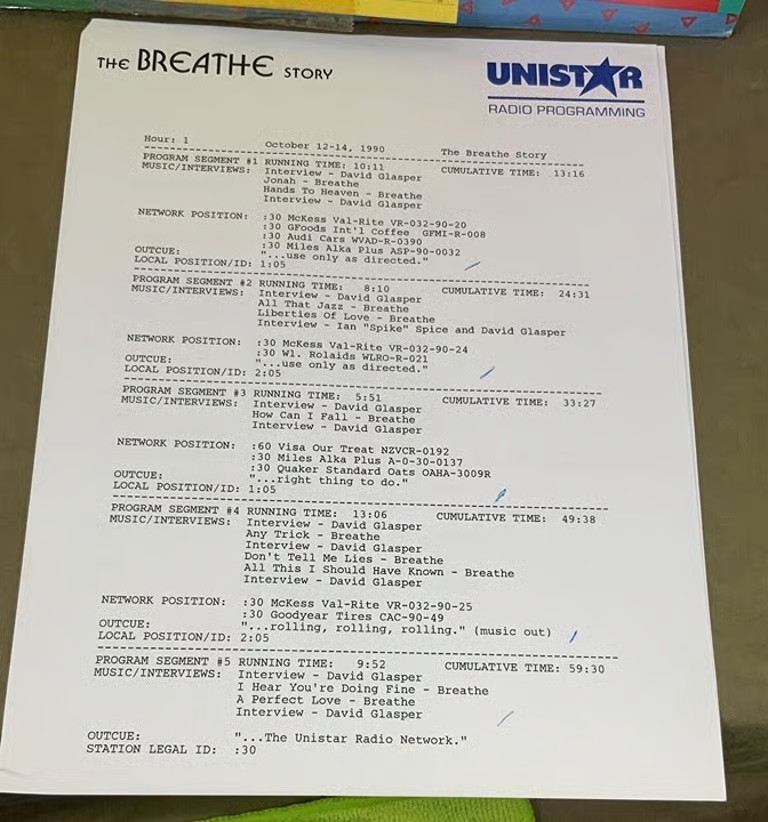 THE BREATHE STORY
UNISTAR
RADIO PROGRAMMING
Hour: 1 October 12-14, 1990 The Breathe Story
PROGRAM SEGMENT #1 RUNNING TIME: 10:11 CUMULATIVE TIME: 13:16
MUSIC/INTERVIEWS: Interview - David Glasper
Jonah - Breathe
Hands To Heaven - Breathe
Interview - David Glasper
NETWORK POSITION: :30 McKess Val-Rite VR-032-90-20
:30 GFoods Int'l Coffee GFMI-R-008
:30 Audi Cars WVAD-R-0390
:30 Miles Alka Plus ASP-90-0032
OUTCUE: "...use only as directed."
LOCAL POSITION/ID: 1:05
PROGRAM SEGMENT #2 RUNNING TIME: 8:10 CUMULATIVE TIME: 24:31
MUSIC/INTERVIEWS: Interview - David Glasper
All That Jazz - Breathe
Liberties Of Love - Breathe
Interview - Ian "Spike" Spice and David Glasper
NETWORK POSITION: :30 McKess Val-Rite VR-032-90-24
:30 Wl. Rolaids WLRO-R-021
OUTCUE: "...use only as directed."
LOCAL POSITION/ID: 2:05
PROGRAM SEGMENT #3 RUNNING TIME: 5:51 CUMULATIVE TIME: 33:27
MUSIC/INTERVIEWS: Interview - David Glasper
How Can I Fall - Breathe
Interview - David Glasper
NETWORK POSITION: :60 Visa Our Treat NZVCR-0192
:30 Miles Alka Plus A-0-30-0137
:30 Quaker Standard Oats OAHA-3009R
OUTCUE: "...right thing to do."
LOCAL POSITION/ID: 1:05
PROGRAM SEGMENT #4 RUNNING TIME: 13:06 CUMULATIVE TIME: 49:38
MUSIC/INTERVIEWS: Interview - David Glasper
Any Trick - Breathe
Interview - David Glasper
Don't Tell Me Lies - Breathe
All This I Should Have Known - Breathe
Interview - David Glasper
NETWORK POSITION: :30 McKess Val-Rite VR-032-90-25
:30 Goodyear Tires CAC-90-49
OUTCUE: "...rolling, rolling, rolling." (music out)
LOCAL POSITION/ID: 2:05
PROGRAM SEGMENT #5 RUNNING TIME: 9:52 CUMULATIVE TIME: 59:30
MUSIC/INTERVIEWS: Interview - David Glasper
I Hear You're Doing Fine - Breathe
A Perfect Love - Breathe
Interview - David Glasper
OUTCUE: "...The Unistar Radio Network."
STATION LEGAL ID: :30